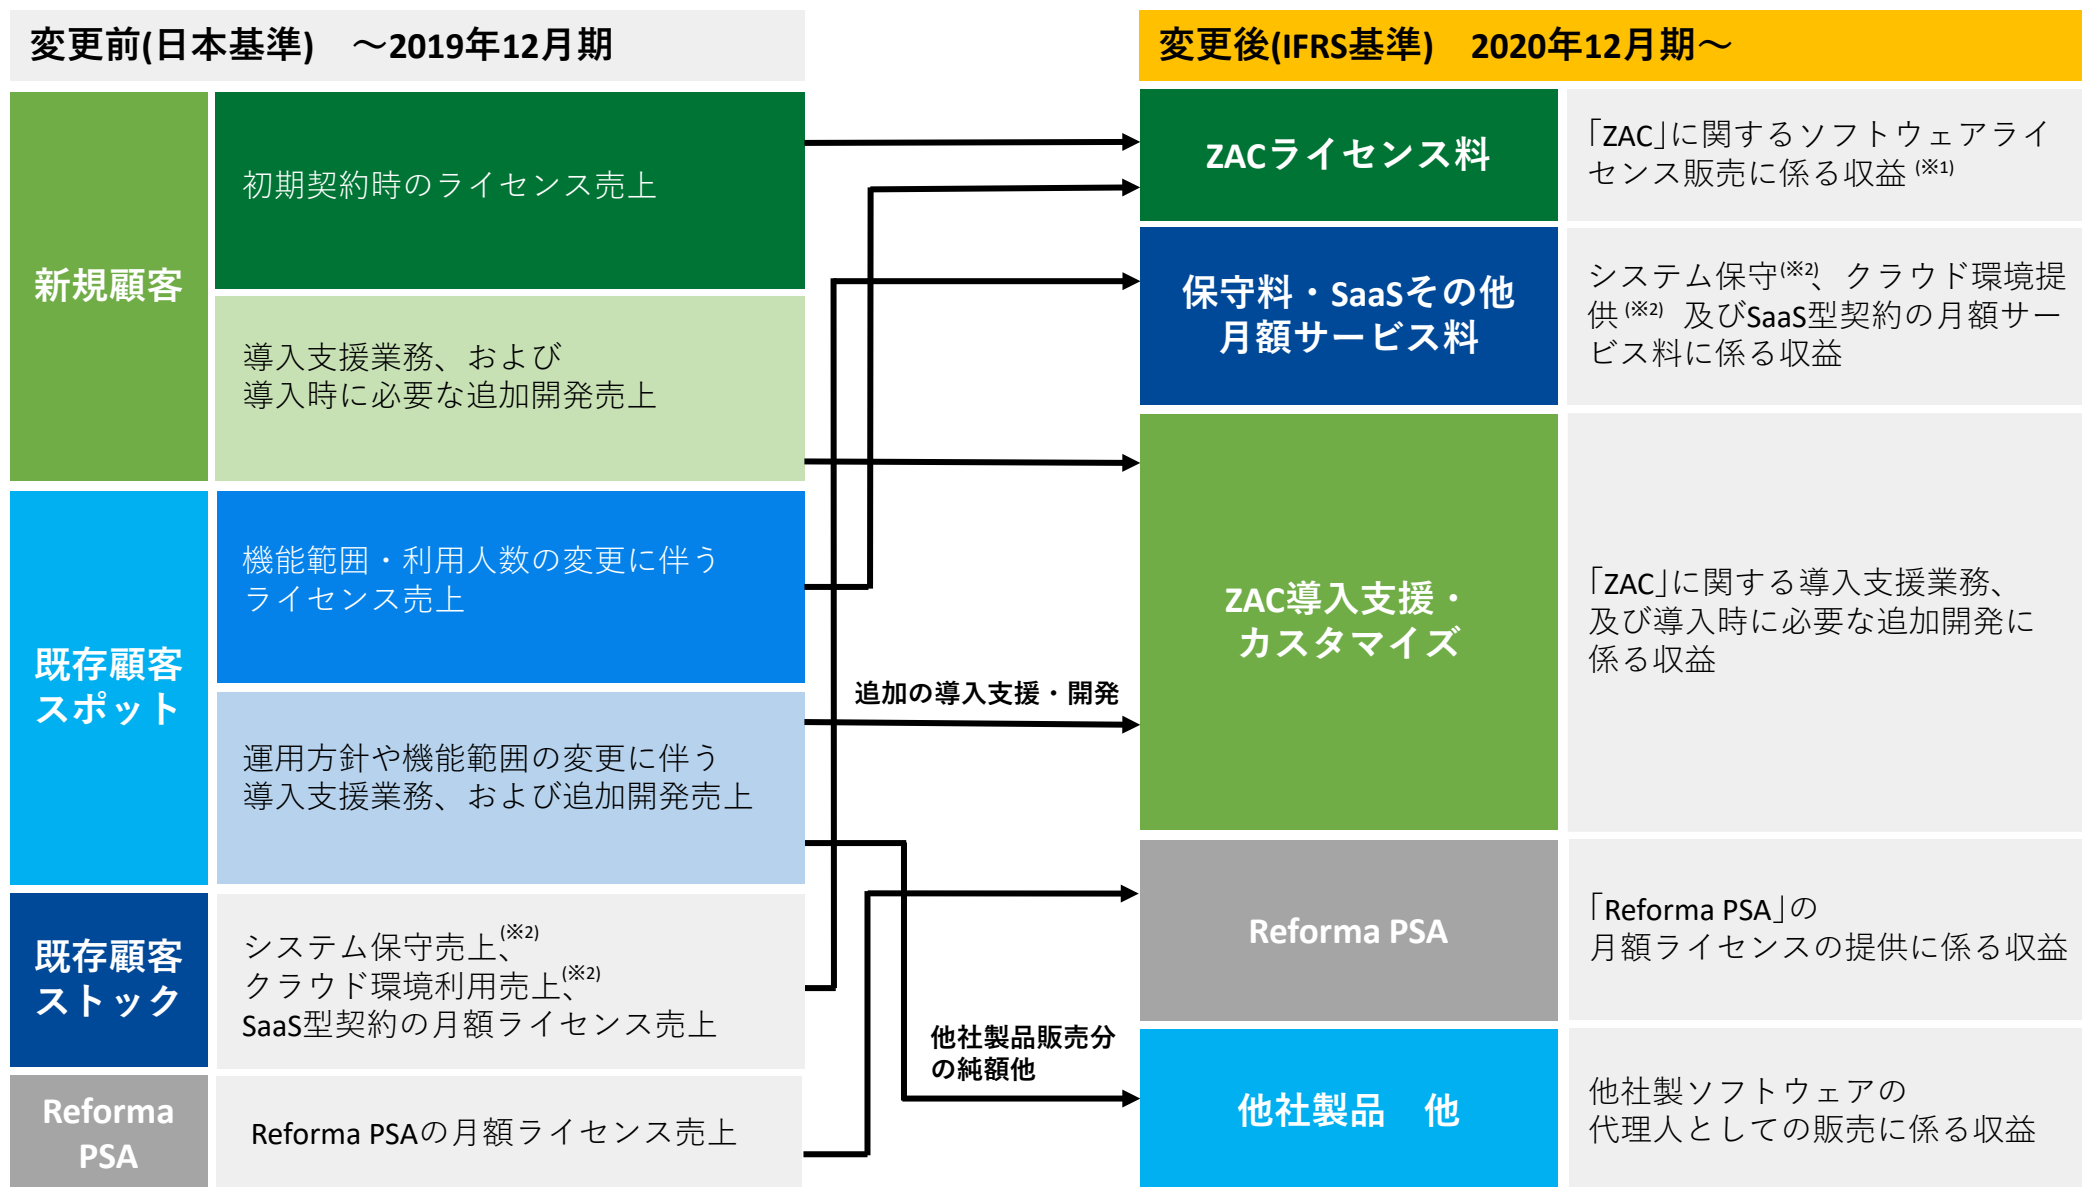 変更前(日本基準)　～2019年12月期
新規顧客
初期契約時のライセンス売上
導入支援業務、および
導入時に必要な追加開発売上
既存顧客
スポット
機能範囲・利用人数の変更に伴う
ライセンス売上
運用方針や機能範囲の変更に伴う
導入支援業務、および追加開発売上
既存顧客
ストック
システム保守売上(※2)、
クラウド環境利用売上(※2)、
SaaS型契約の月額ライセンス売上
Reforma
PSA
Reforma PSAの月額ライセンス売上
追加の導入支援・開発
他社製品販売分
の純額他
変更後(IFRS基準)　2020年12月期～
ZACライセンス料
「ZAC」に関するソフトウェアライ
センス販売に係る収益 (※1)
保守料・SaaSその他
月額サービス料
システム保守(※2)、クラウド環境提
供 (※2)　及びSaaS型契約の月額サー
ビス料に係る収益
ZAC導入支援・
カスタマイズ
「ZAC」に関する導入支援業務、
及び導入時に必要な追加開発に
係る収益
Reforma PSA
「Reforma PSA」の
月額ライセンスの提供に係る収益
他社製品　他
他社製ソフトウェアの
代理人としての販売に係る収益